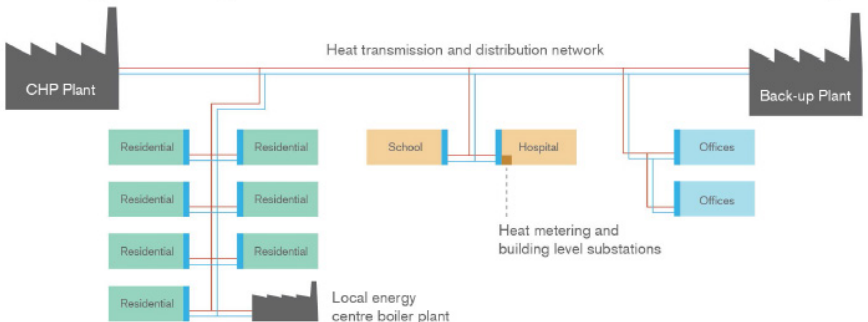 Heat transmission and distribution network
CHP Plant
Back-up Plant
Residential
Residential
School
Hospital
Offices
Residential
Residential
Offices
Heat metering and
building level substations
Residential
Residential
Residential
Local energy
centre boiler plant